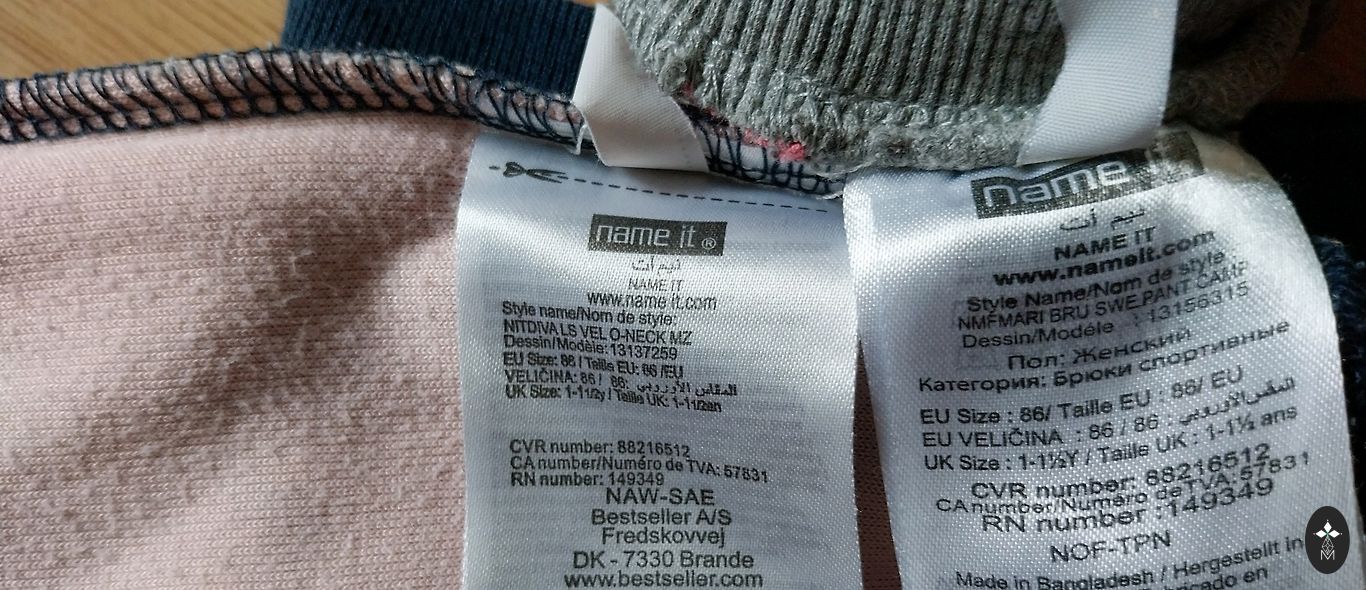 name it ®
نيم أت
NAME IT
www.name it.com
Style name/Nom de style:
NITDIVA LS VEL O-NECK MZ
Dessin/Modèle: 13137259
EU Size: 86 / Taille EU: 86 /EU
VELIČINA: 86 / 86: المقاس الأوروبي
UK Size: 1-11/2y / Taille UK: 1-11/2an
CVR number: 88216512
CA number/Numéro de TVA: 57831
RN number: 149349
NAW-SAE
Bestseller A/S
Fredskovvej
DK - 7330 Brande
www.bestseller.com
name it
نيم أت
NAME IT
www.nameit.com
Style Name/Nom de style
NMFMARI BRU SWE PANT CAMP
Dessin/Modéle : 13156315
Пол: Женский
Категория: Брюки спортивные
EU Size : 86/ Taille EU : 86/ EU
EU VELIČINA : 86 / 86 : المقاس الأوروبي
UK Size : 1-1½Y / Taille UK : 1-1½ ans
CVR number: 88216512
CA number/Numéro de TVA: 57831
RN number :149349
NOF-TPN
Made in Bangladesh / Hergestellt in
M